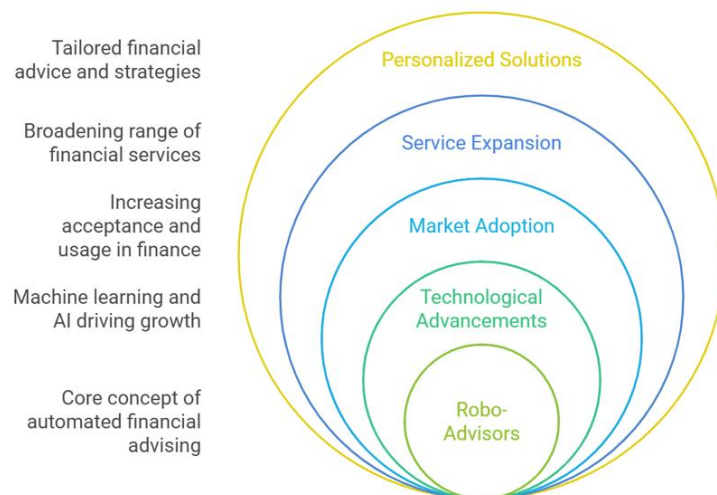 Tailored financial
advice and strategies
Personalized Solutions
Broadening range of
financial services
Service Expansion
Increasing
acceptance and
usage in finance
Market Adoption
Machine learning and
AI driving growth
Technological
Advancements
Core concept of
automated financial
advising
Robo-
Advisors